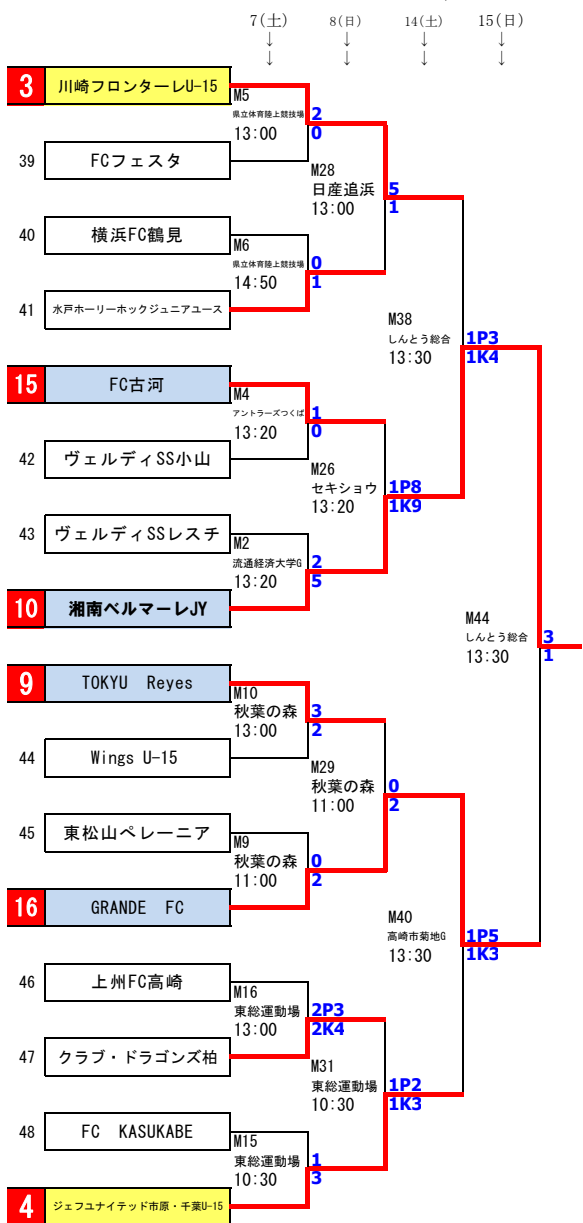 7(土) 8(日) 14(土) 15(日)
↓ ↓ ↓ ↓
↓ ↓ ↓ ↓
3 川崎フロンターレU-15
M5
県立体育陸上競技場 2
13:00 0
39 FCフェスタ
M28
日産追浜 5
13:00 1
40 横浜FC鶴見
M6
県立体育陸上競技場 0
14:50 1
41 水戸ホーリーホックジュニアユース
M38
しんとう総合 1P3
13:30 1K4
15 FC古河
M4
アントラーズつくば 1
13:20 0
42 ヴェルディSS小山
M26
セキショウ 1P8
13:20 1K9
43 ヴェルディSSレスチ
M2
流通経済大学G 2
13:20 5
10 湘南ベルマーレJY
M44
しんとう総合 3
13:30 1
9 TOKYU Reyes
M10
秋葉の森 3
13:00 2
44 Wings U-15
M29
秋葉の森 0
11:00 2
45 東松山ペレーニア
M9
秋葉の森 0
11:00 2
16 GRANDE FC
M40
高崎市菊地G 1P5
13:30 1K3
46 上州FC高崎
M16
東総運動場 2P3
13:00 2K4
47 クラブ・ドラゴンズ柏
M31
東総運動場 1P2
10:30 1K3
48 FC KASUKABE
M15
東総運動場 1
10:30 3
4 ジェフユナイテッド市原・千葉U-15